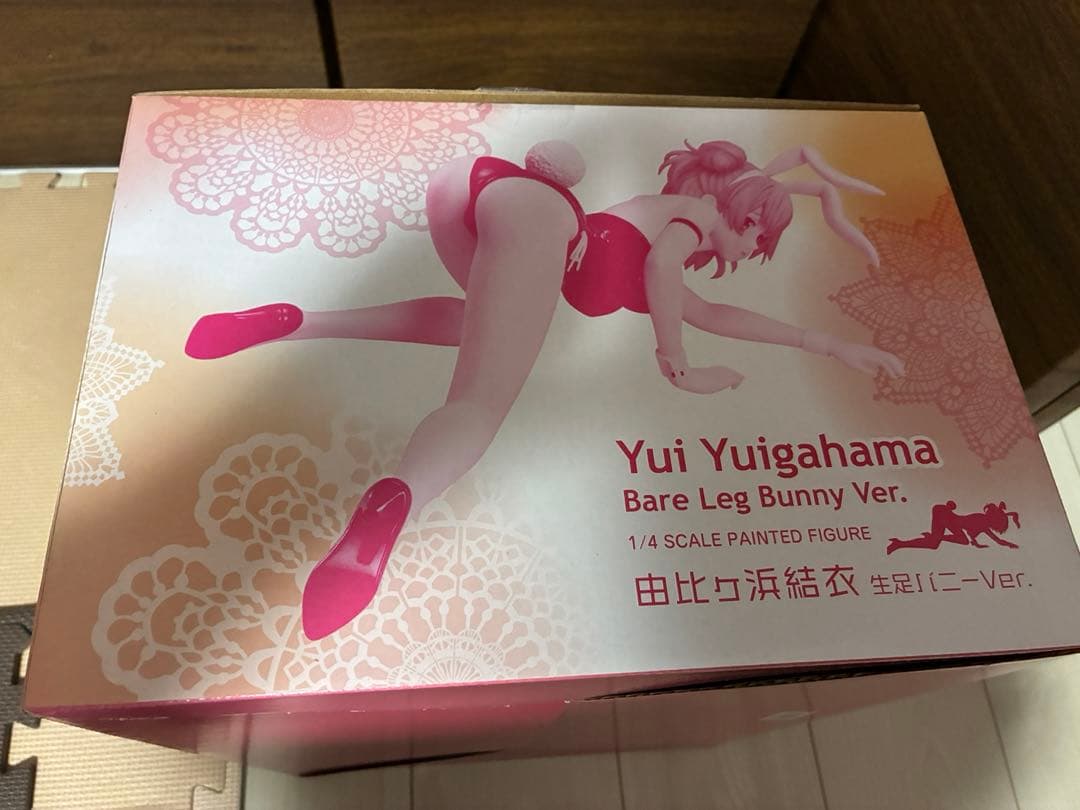 Yui Yuigahama
Bare Leg Bunny Ver.
1/4 SCALE PAINTED FIGURE
由比ヶ浜結衣 生足バニーVer.